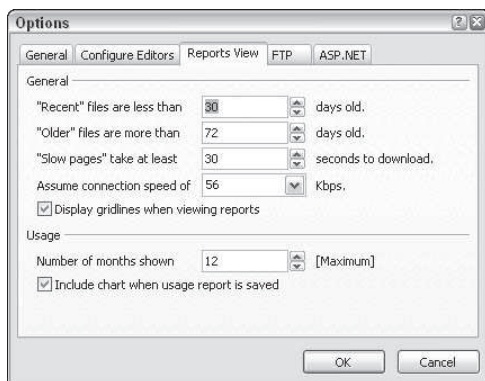 Options
General Configure Editors Reports View FTP ASP.NET
General
"Recent" files are less than 30 days old.
"Older" files are more than 72 days old.
"Slow pages" take at least 30 seconds to download.
Assume connection speed of 56 Kbps.
Display gridlines when viewing reports
Usage
Number of months shown 12 [Maximum]
Include chart when usage report is saved
OK Cancel